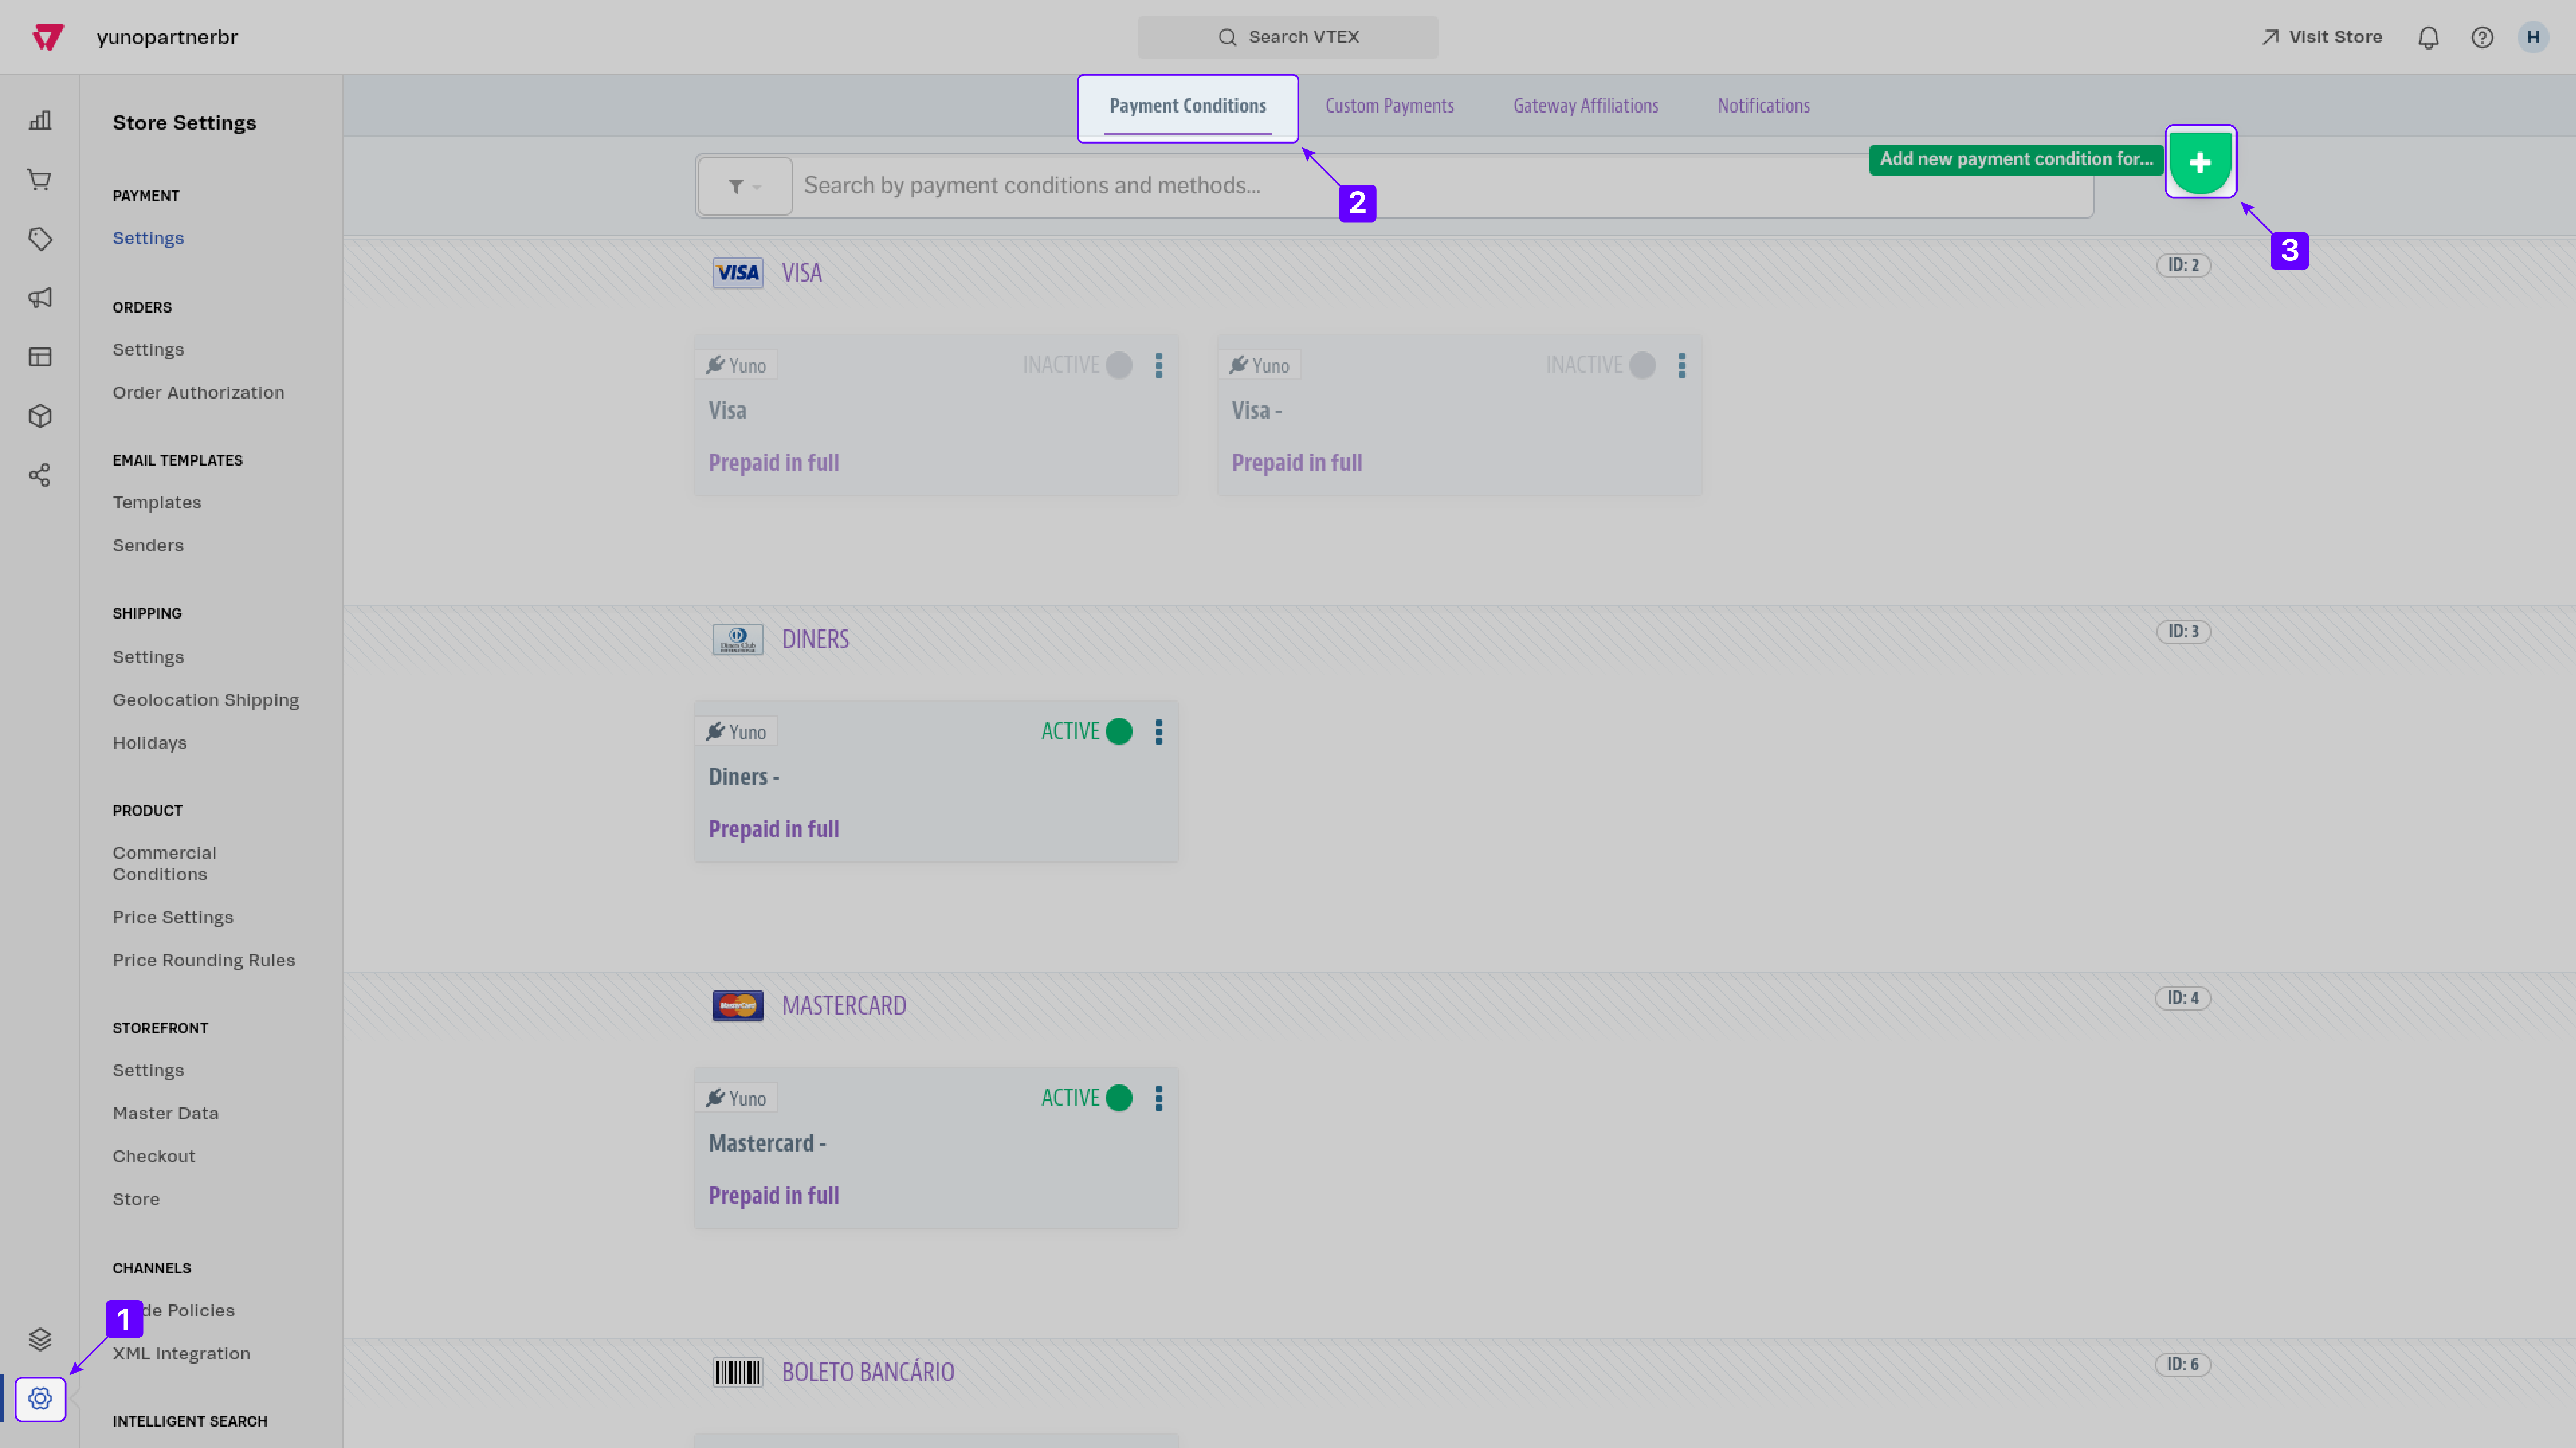 yunopartnerbr
Search VTEX
Visit Store
H
Store Settings
PAYMENT
Settings
ORDERS
Settings
Order Authorization
EMAIL TEMPLATES
Templates
Senders
SHIPPING
Settings
Geolocation Shipping
Holidays
PRODUCT
Commercial
Conditions
Price Settings
Price Rounding Rules
STOREFRONT
Settings
Master Data
Checkout
Store
CHANNELS
de Policies
1
XML Integration
INTELLIGENT SEARCH
Payment Conditions
Custom Payments
Gateway Affiliations
Notifications
Search by payment conditions and methods...
Add new payment condition for...
+
2
3
VISA
VISA
ID: 2
Yuno
INACTIVE
Visa
Prepaid in full
Yuno
INACTIVE
Visa -
Prepaid in full
DINERS
ID: 3
Yuno
ACTIVE
Diners -
Prepaid in full
MasterCard
MASTERCARD
ID: 4
Yuno
ACTIVE
Mastercard -
Prepaid in full
BOLETO BANCÁRIO
ID: 6